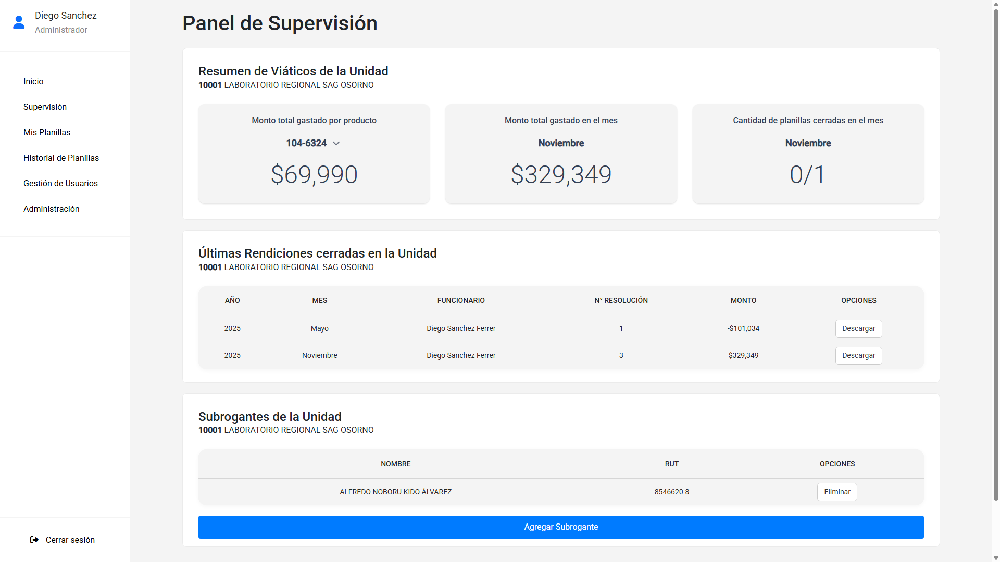 Diego Sanchez
Administrador
Inicio
Supervisión
Mis Planillas
Historial de Planillas
Gestión de Usuarios
Administración
Cerrar sesión
Panel de Supervisión
Resumen de Viáticos de la Unidad
10001 LABORATORIO REGIONAL SAG OSORNO
Monto total gastado por producto
104-6324
$69,990
Monto total gastado en el mes
Noviembre
$329,349
Cantidad de planillas cerradas en el mes
Noviembre
0/1
Últimas Rendiciones cerradas en la Unidad
10001 LABORATORIO REGIONAL SAG OSORNO
AÑO MES FUNCIONARIO N° RESOLUCIÓN MONTO OPCIONES
2025 Mayo Diego Sanchez Ferrer 1 -$101,034 Descargar
2025 Noviembre Diego Sanchez Ferrer 3 $329,349 Descargar
Subrogantes de la Unidad
10001 LABORATORIO REGIONAL SAG OSORNO
NOMBRE RUT OPCIONES
ALFREDO NOBORU KIDO ÁLVAREZ 8546620-8 Eliminar
Agregar Subrogante